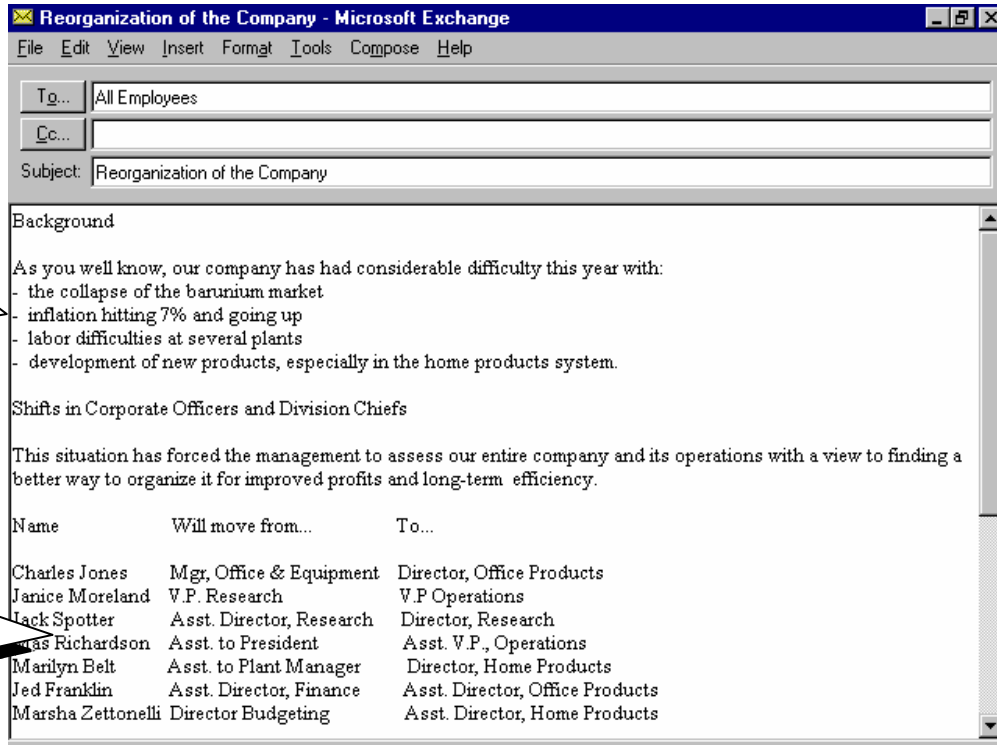 Reorganization of the Company - Microsoft Exchange
File Edit View Insert Format Tools Compose Help
To... All Employees
Cc...
Subject: Reorganization of the Company
Background
As you well know, our company has had considerable difficulty this year with:
- the collapse of the barunium market
- inflation hitting 7% and going up
- labor difficulties at several plants
- development of new products, especially in the home products system.
Shifts in Corporate Officers and Division Chiefs
This situation has forced the management to assess our entire company and its operations with a view to finding a
better way to organize it for improved profits and long-term efficiency.
Name Will move from... To...
Charles Jones Mgr, Office & Equipment Director, Office Products
Janice Moreland V.P. Research V.P Operations
Jack Spotter Asst. Director, Research Director, Research
Richardson Asst. to President Asst. V.P., Operations
Marilyn Belt Asst. to Plant Manager Director, Home Products
Jed Franklin Asst. Director, Finance Asst. Director, Office Products
Marsha Zettonelli Director Budgeting Asst. Director, Home Products